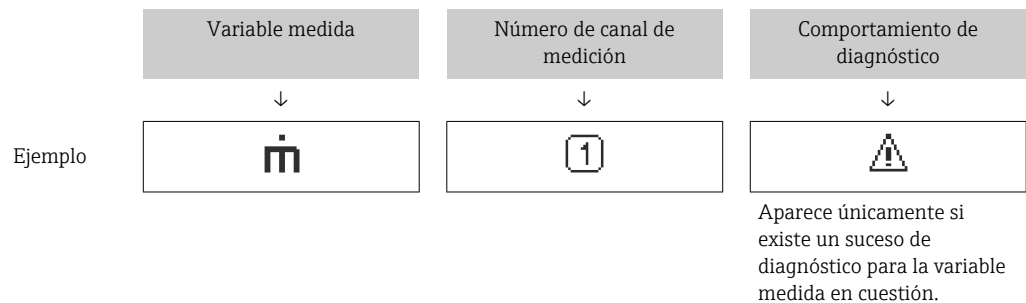 Variable medida
Número de canal de
medición
Comportamiento de
diagnóstico
↓ ↓ ↓
Ejemplo
ṁ
1
Aparece únicamente si
existe un suceso de
diagnóstico para la variable
medida en cuestión.